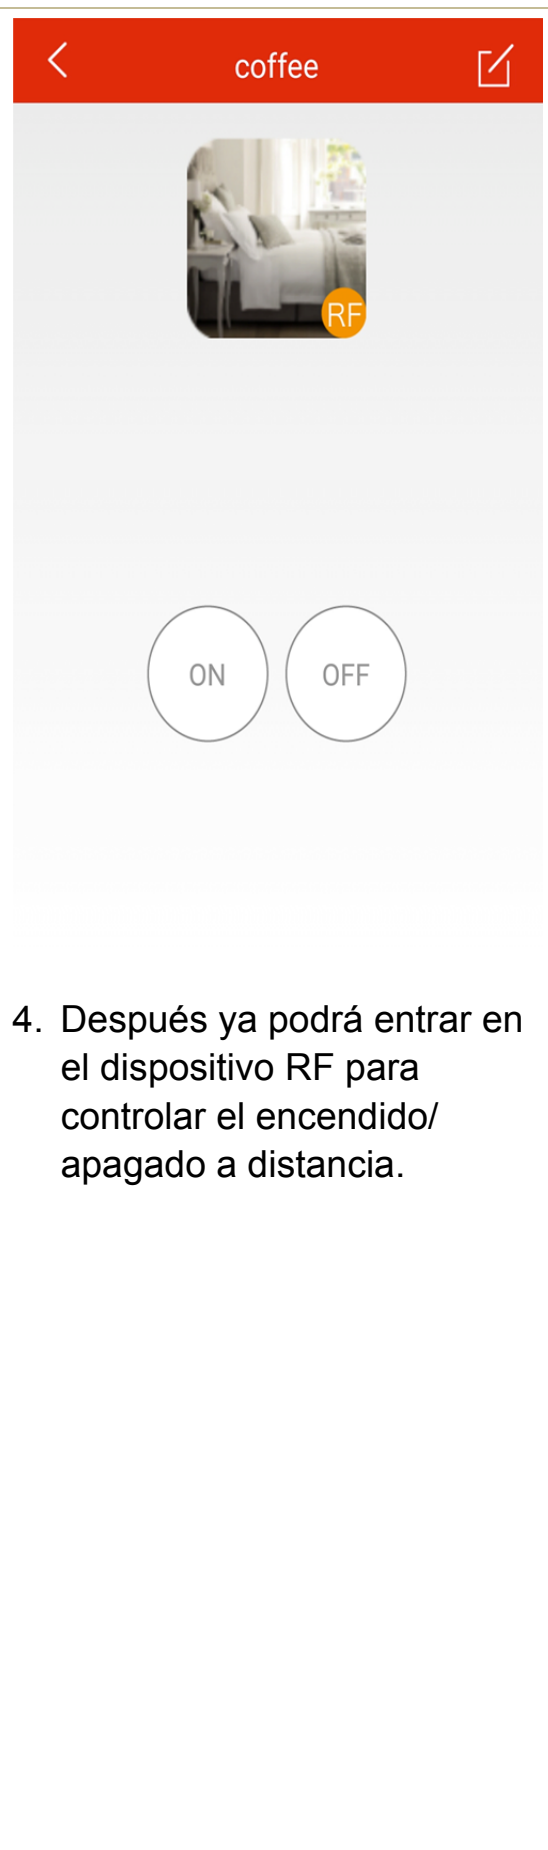 coffee
RF
ON OFF
4. Después ya podrá entrar en
el dispositivo RF para
controlar el encendido/
apagado a distancia.